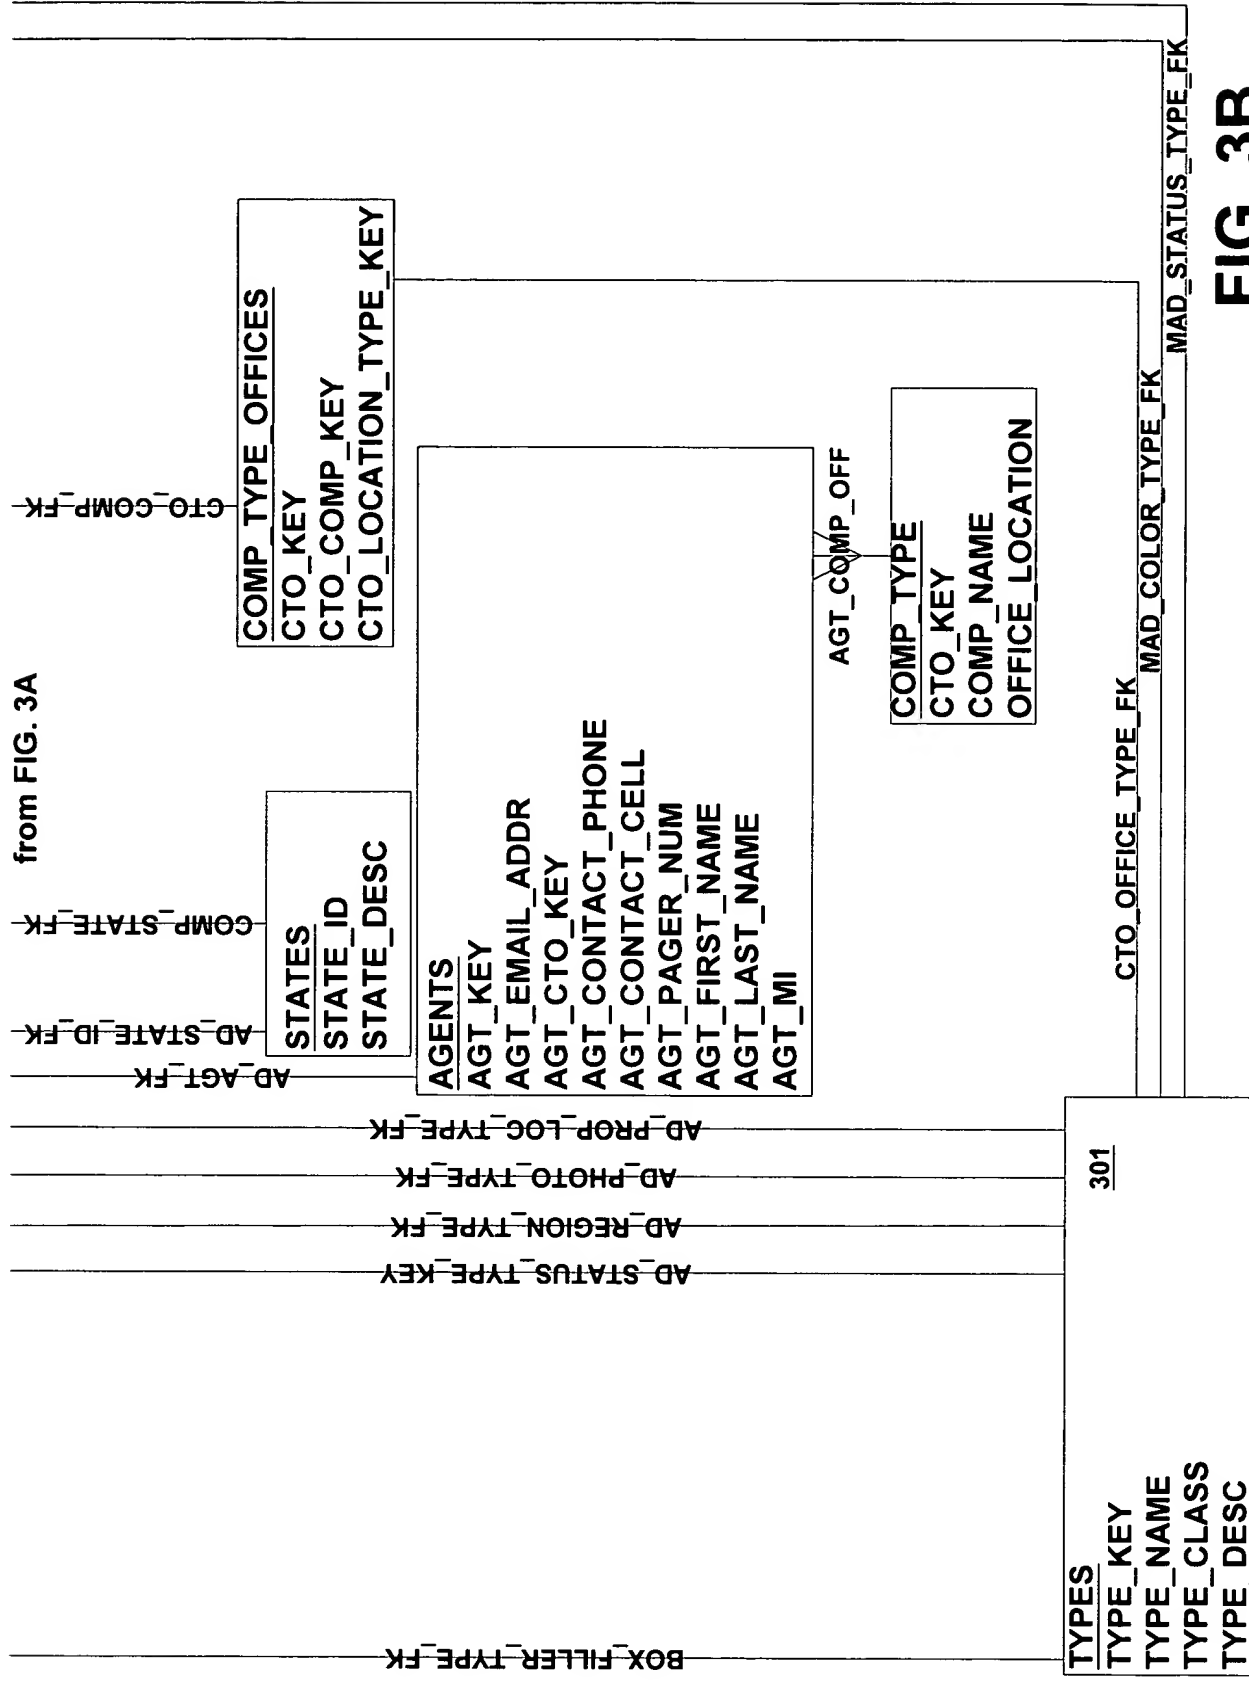 from FIG. 3A
CTO_COMP_FK
COMP_STATE_FK
AD_STATE_ID_FK
AD_AGT_FK
AD_PROP_LOC_TYPE_FK
AD_PHOTO_TYPE_FK
AD_REGION_TYPE_FK
AD_STATUS_TYPE_KEY
BOX_FILLER_TYPE_FK
COMP_TYPE_OFFICES
CTO_KEY
CTO_COMP_KEY
CTO_LOCATION_TYPE_KEY
STATES
STATE_ID
STATE_DESC
AGENTS
AGT_KEY
AGT_EMAIL_ADDR
AGT_CTO_KEY
AGT_CONTACT_PHONE
AGT_CONTACT_CELL
AGT_PAGER_NUM
AGT_FIRST_NAME
AGT_LAST_NAME
AGT_MI
AGT_COMP_OFF
COMP_TYPE
CTO_KEY
COMP_NAME
OFFICE_LOCATION
CTO_OFFICE_TYPE_FK
MAD_COLOR_TYPE_FK
MAD_STATUS_TYPE_FK
301
TYPES
TYPE_KEY
TYPE_NAME
TYPE_CLASS
TYPE_DESC
FIG. 3B